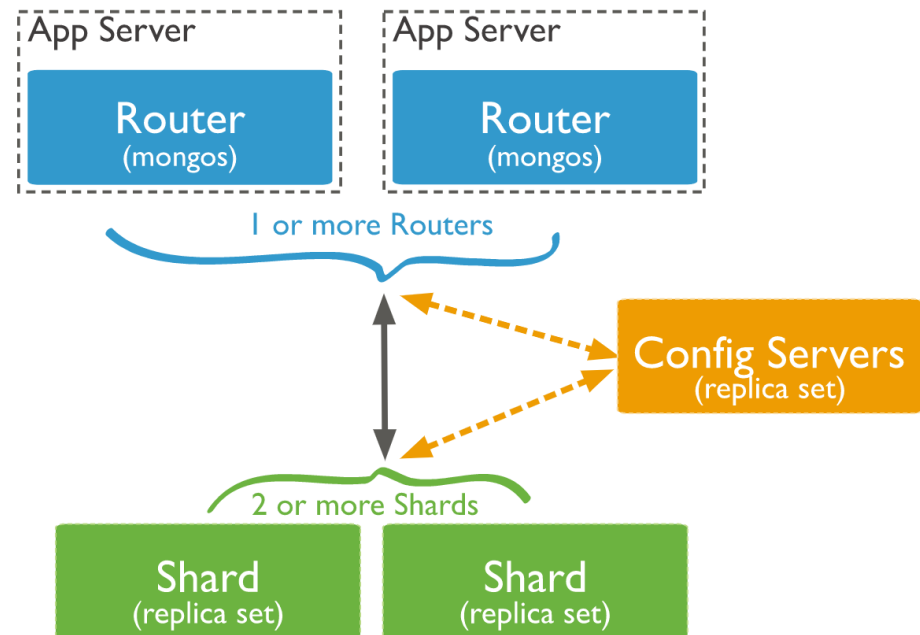 App Server
App Server
Router
(mongos)
Router
(mongos)
1 or more Routers
Config Servers
(replica set)
2 or more Shards
Shard
(replica set)
Shard
(replica set)